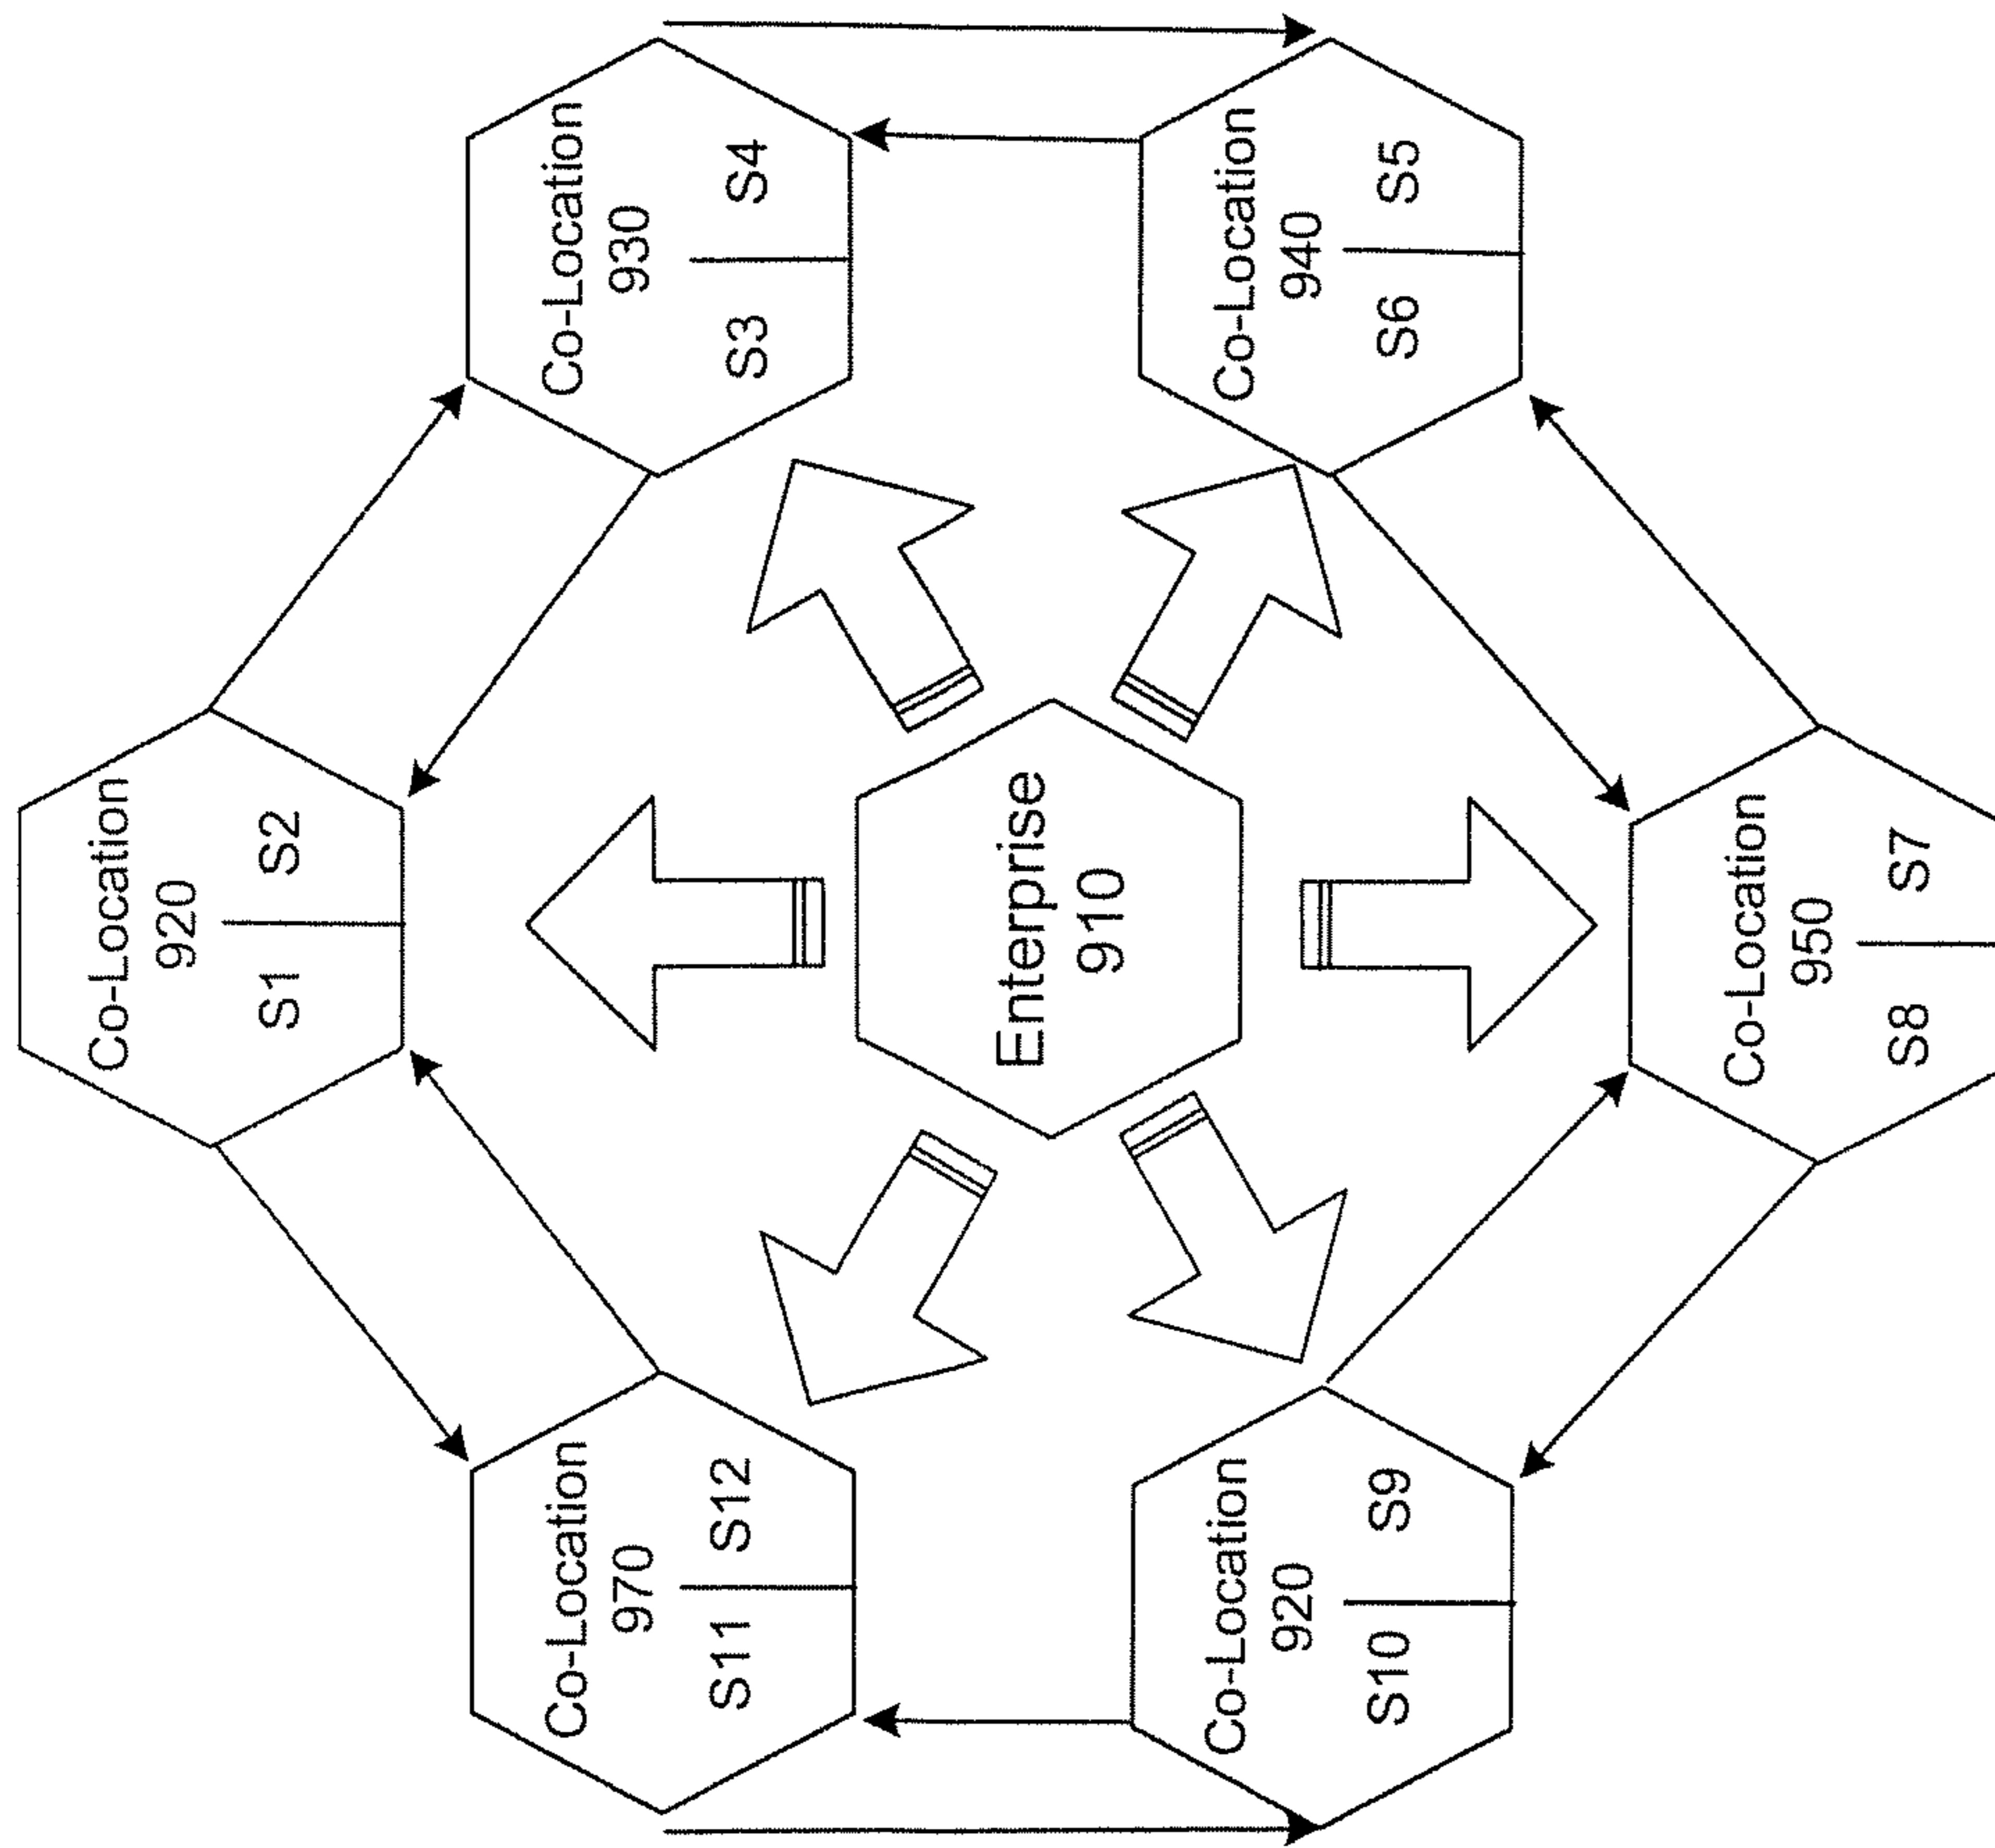 Co-Location
920
S1 S2
Co-Location
930
S3 S4
Co-Location
940
S6 S5
Co-Location
950
S8 S7
Co-Location
920
S10 S9
Co-Location
970
S11 S12
Enterprise
910